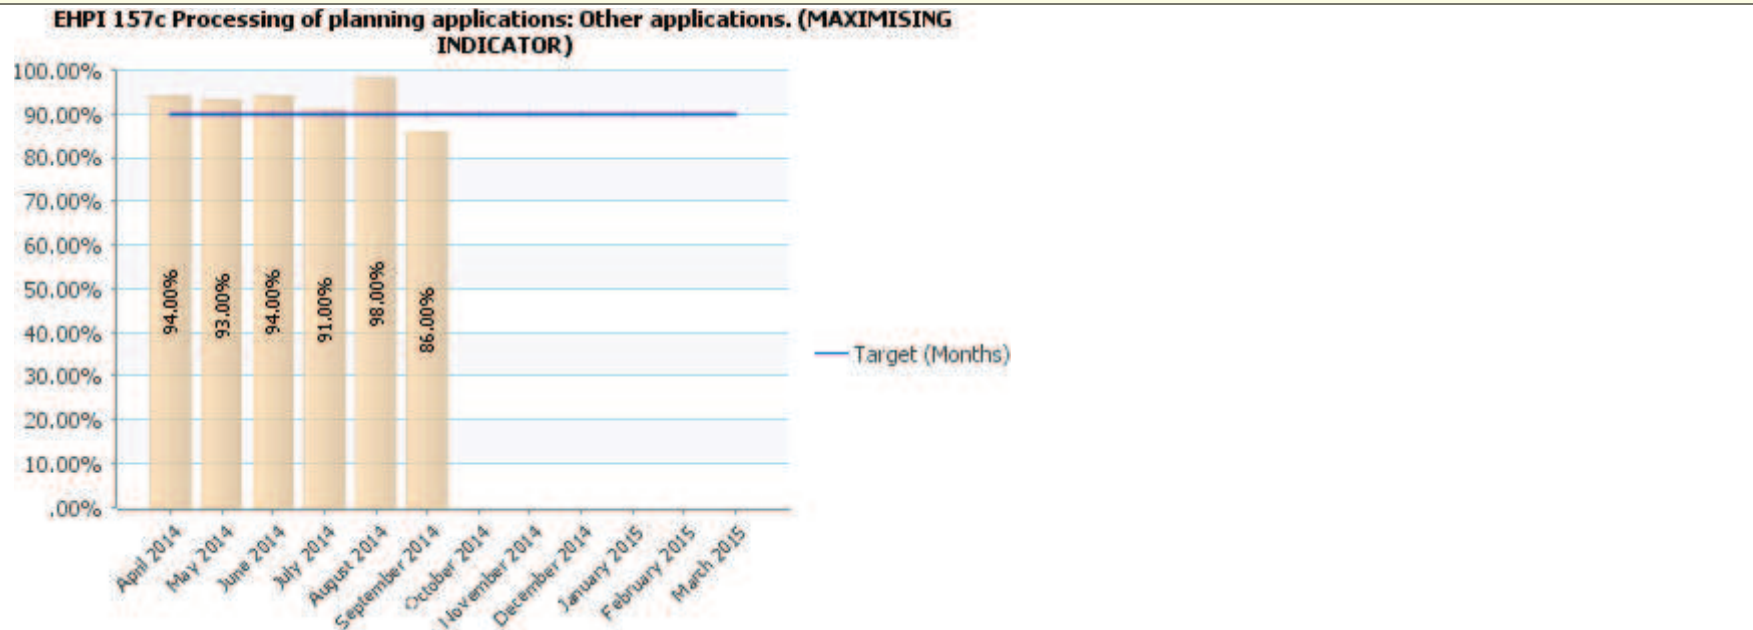 EHPI 157c Processing of planning applications: Other applications. (MAXIMISING
INDICATOR)
100.00%
90.00%
80.00%
70.00%
60.00%
50.00%
40.00%
30.00%
20.00%
10.00%
.00%
94.00%
93.00%
94.00%
91.00%
98.00%
86.00%
April 2014
May 2014
June 2014
July 2014
August 2014
September 2014
October 2014
November 2014
December 2014
January 2015
February 2015
March 2015
Target (Months)